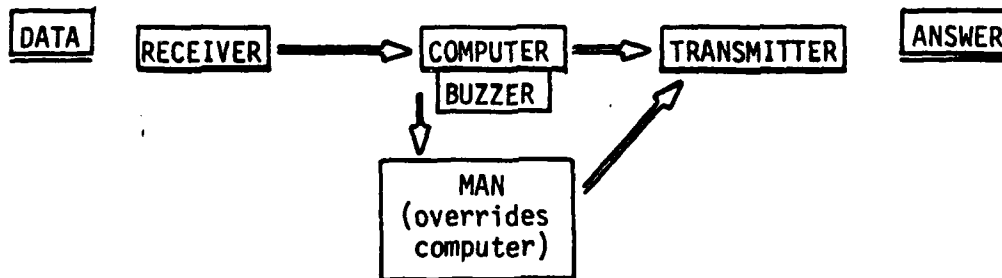 DATA
RECEIVER
COMPUTER
TRANSMITTER
ANSWER
BUZZER
MAN
(overrides
computer)